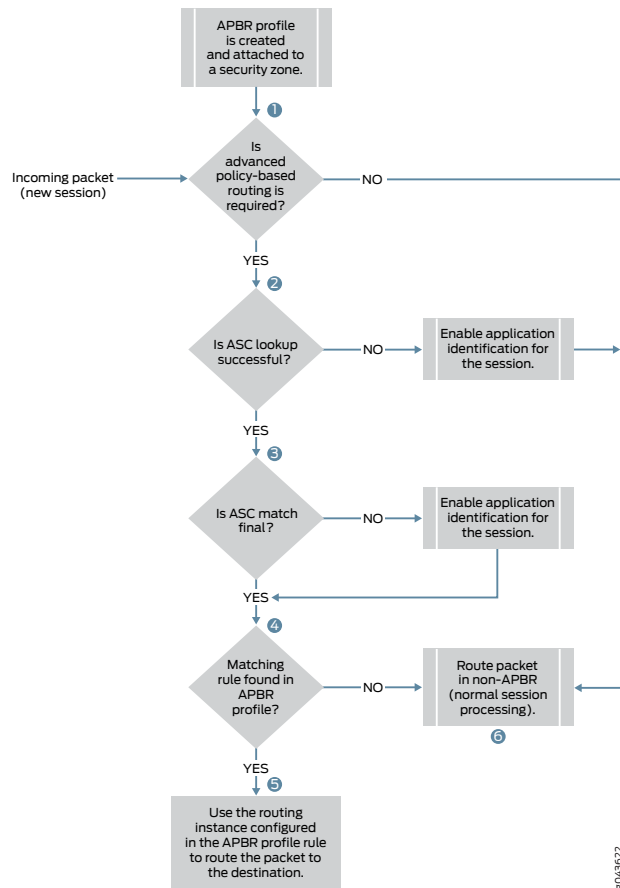 APBR profile
is created
and attached to
a security zone.
1
Is
advanced
policy-based
routing is
required?
Incoming packet
(new session)
NO
YES
2
Is ASC lookup
successful?
NO
Enable application
identification for
the session.
YES
3
Is ASC match
final?
NO
Enable application
identification for
the session.
YES
4
Matching
rule found in
APBR
profile?
NO
Route packet
in non-APBR
(normal session
processing).
6
YES
5
Use the routing
instance configured
in the APBR profile rule
to route the packet to
the destination.
g043622